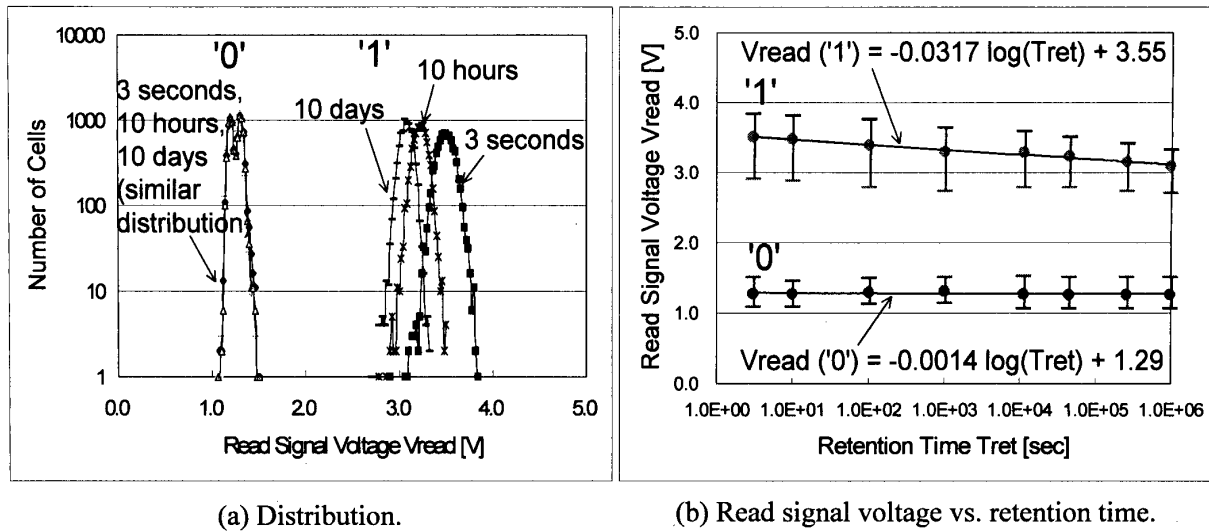 10000
1000
100
10
1
Number of Cells
'0'
'1'
10 hours
10 days
3 seconds
3 seconds,
10 hours,
10 days
(similar
distribution
0.0 1.0 2.0 3.0 4.0 5.0
Read Signal Voltage Vread [V]
(a) Distribution.
5.0
4.0
3.0
2.0
1.0
0.0
Read Signal Voltage Vread [V]
Vread ('1') = -0.0317 log(Tret) + 3.55
'1'
'0'
Vread ('0') = -0.0014 log(Tret) + 1.29
1.0E+00 1.0E+01 1.0E+02 1.0E+03 1.0E+04 1.0E+05 1.0E+06
Retention Time Tret [sec]
(b) Read signal voltage vs. retention time.